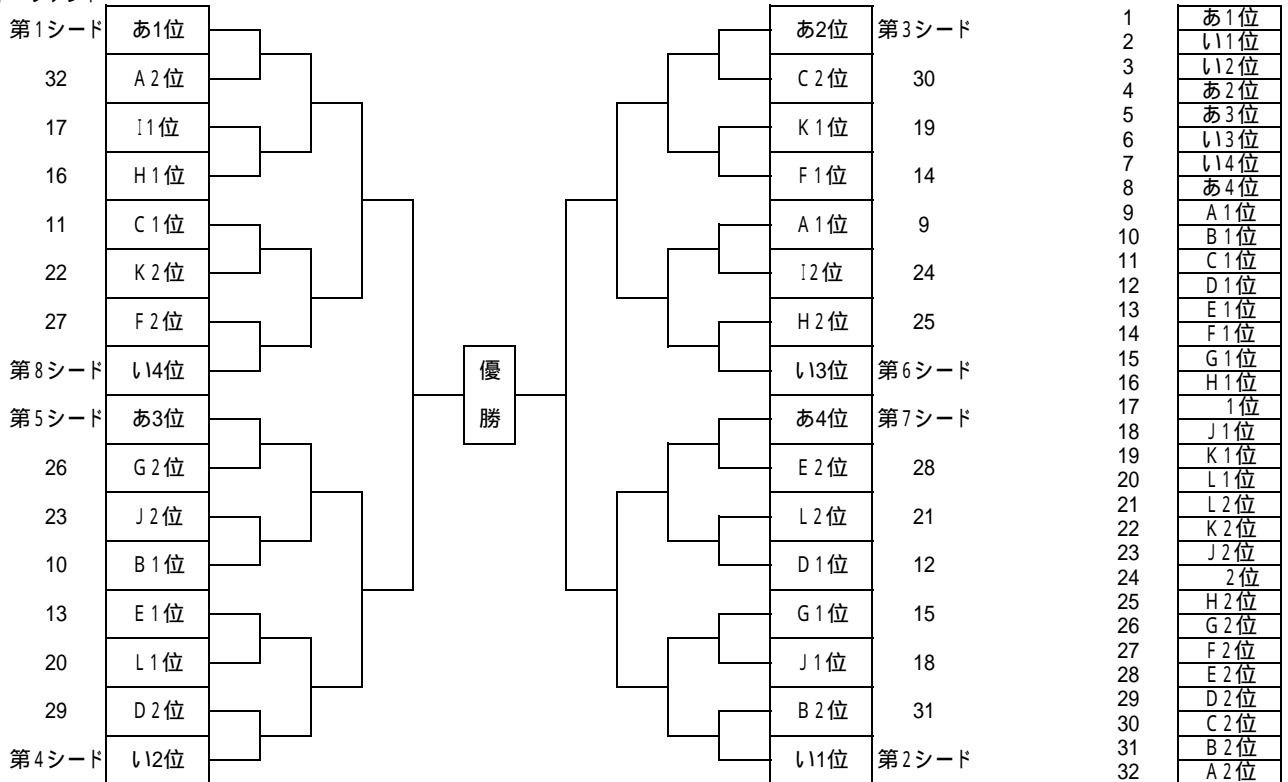 第1シード あ1位 あ2位 第3シード 1 あ1位
2 い1位
32 A2位 C2位 30 3 い2位
4 あ2位
17 I1位 K1位 19 5 あ3位
6 い3位
16 H1位 F1位 14 7 い4位
8 あ4位
11 C1位 A1位 9 9 A1位
10 B1位
22 K2位 I2位 24 11 C1位
12 D1位
27 F2位 H2位 25 13 E1位
14 F1位
第8シード い4位 優 い3位 第6シード 15 G1位
16 H1位
第5シード あ3位 勝 あ4位 第7シード 17 1位
18 J1位
26 G2位 E2位 28 19 K1位
20 L1位
23 J2位 L2位 21 21 L2位
22 K2位
10 B1位 D1位 12 23 J2位
24 2位
13 E1位 G1位 15 25 H2位
26 G2位
20 L1位 J1位 18 27 F2位
28 E2位
29 D2位 B2位 31 29 D2位
30 C2位
第4シード い2位 い1位 第2シード 31 B2位
32 A2位